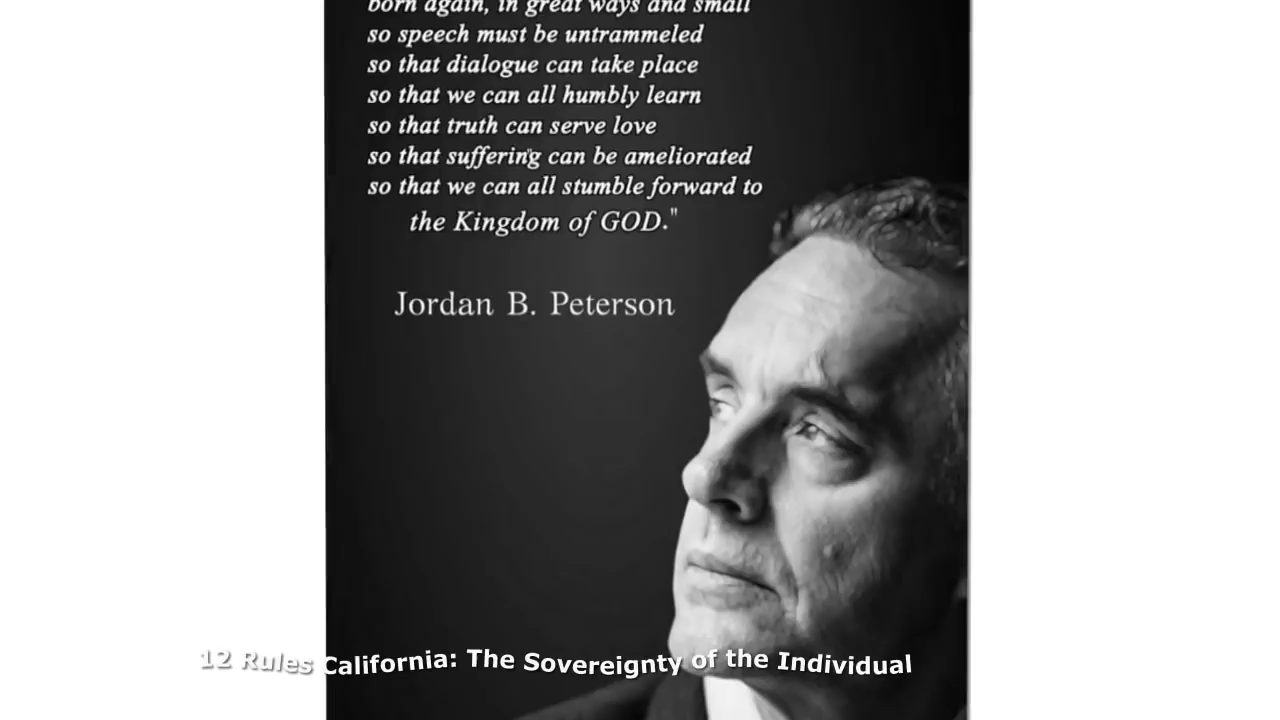 born again, in great ways and small
so speech must be untrammeled
so that dialogue can take place
so that we can all humbly learn
so that truth can serve love
so that suffering can be ameliorated
so that we can all stumble forward to
the Kingdom of GOD."
Jordan B. Peterson
12 Rules California: The Sovereignty of the Individual